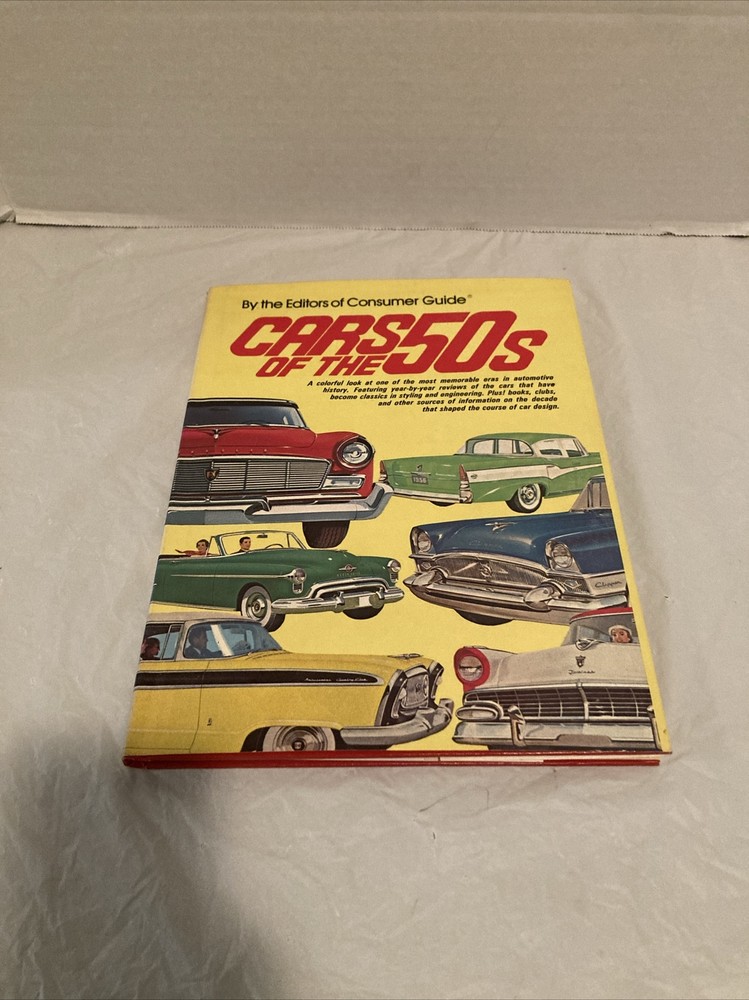 By the Editors of Consumer Guide®
CARS
OF THE 50s
A colorful look at one of the most memorable eras in automotive
history. Featuring year-by-year reviews of the cars that have
become classics in styling and engineering. Plus! books, clubs,
and other sources of information on the decade
that shaped the course of car design.
1956
Clipper